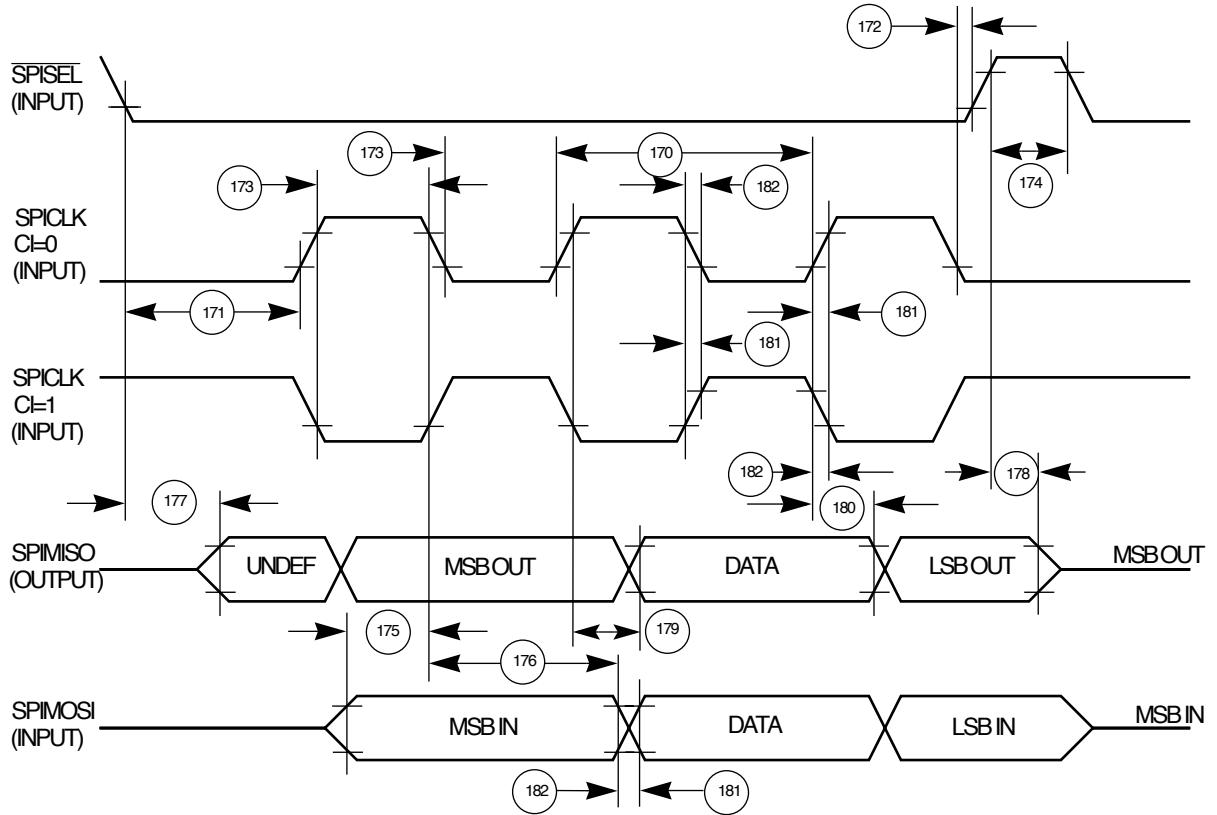 172
SPISEL
(INPUT)
173
170
173
182
174
SPICLK
CI=0
(INPUT)
171
181
181
SPICLK
CI=1
(INPUT)
182
178
177
180
SPIMISO
(OUTPUT)
UNDEF
MSB OUT
DATA
LSB OUT
MSB OUT
175
179
176
SPIMOSI
(INPUT)
MSB IN
DATA
LSB IN
MSB IN
182
181